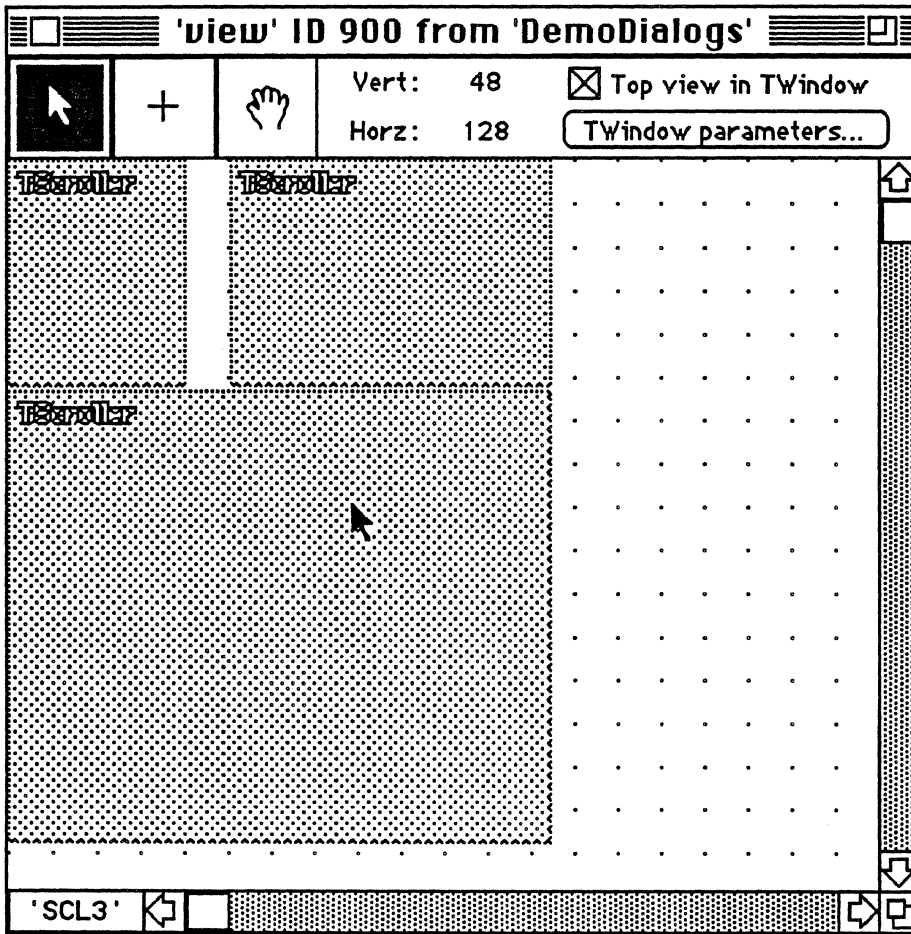 'view' ID 900 from 'DemoDialogs'
Vert: 48
Top view in TWindow
Horz: 128
TWindow parameters...
TScroller
TScroller
TScroller
'SCL3'